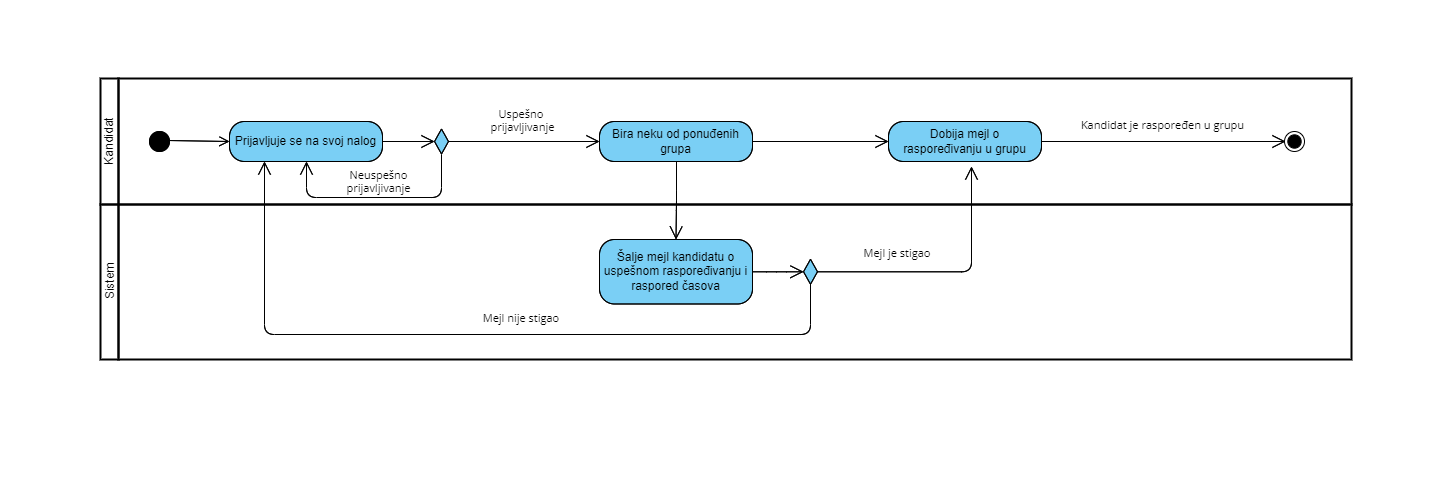 Kandidat
Prijavljuje se na svoj nalog
Uspešno
prijavljivanje
Neuspešno
prijavljivanje
Bira neku od ponuđenih
grupa
Dobija mejl o
raspoređivanju u grupu
Kandidat je raspoređen u grupu
Sistem
Šalje mejl kandidatu o
uspešnom raspoređivanju i
raspored časova
Mejl je stigao
Mejl nije stigao